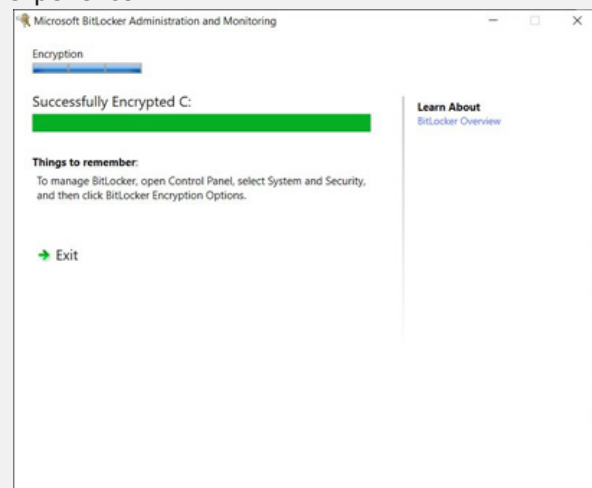 Microsoft BitLocker Administration and Monitoring
Encryption
Successfully Encrypted C:
Learn About
BitLocker Overview
Things to remember:
To manage BitLocker, open Control Panel, select System and Security,
and then click BitLocker Encryption Options.
Exit